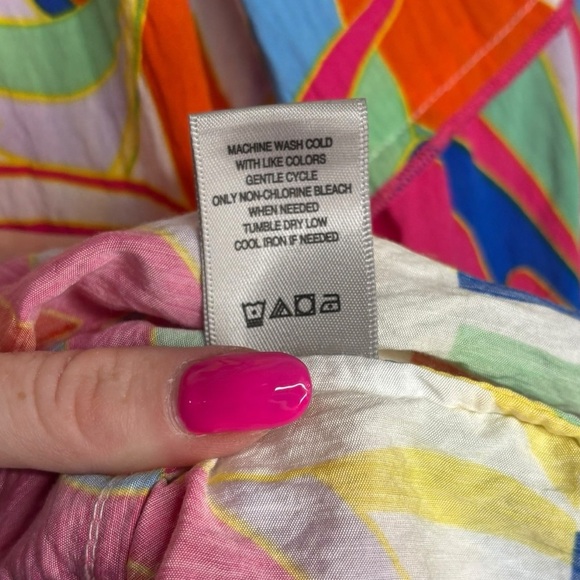 MACHINE WASH COLD
WITH LIKE COLORS
GENTLE CYCLE
ONLY NON-CHLORINE BLEACH
WHEN NEEDED
TUMBLE DRY LOW
COOL IRON IF NEEDED